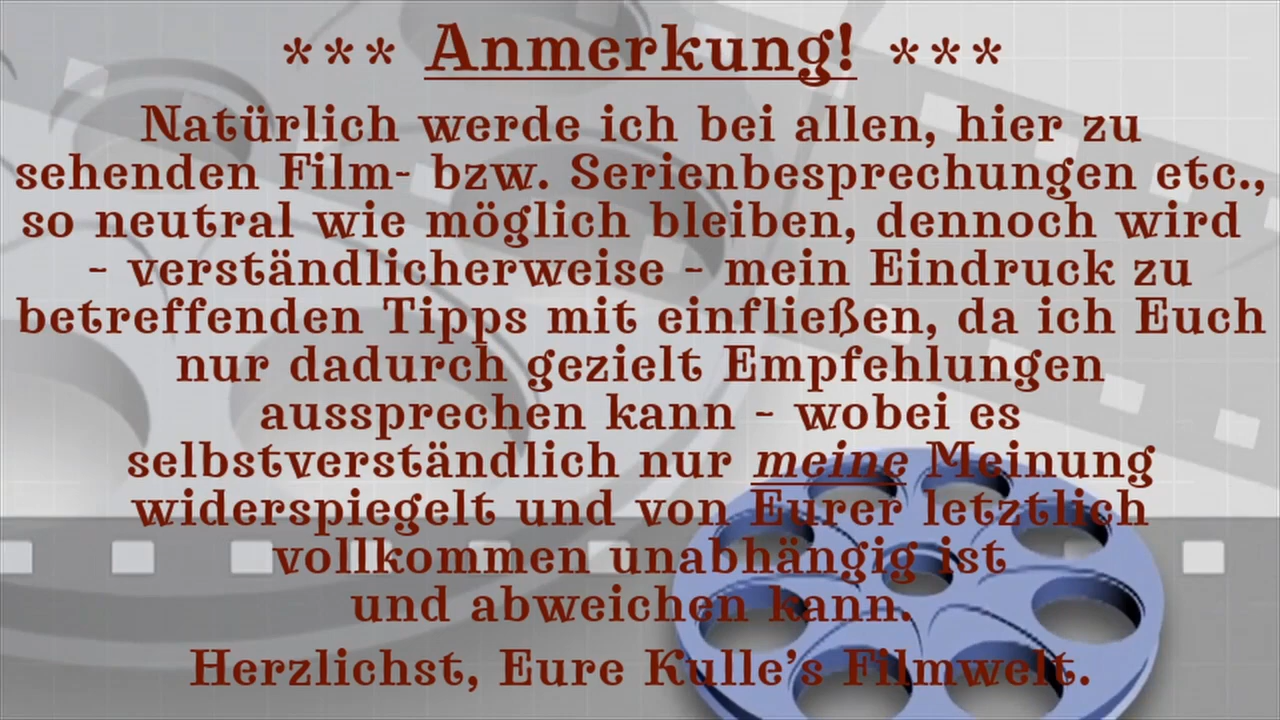 *** Anmerkung! ***
Natürlich werde ich bei allen, hier zu
sehenden Film- bzw. Serienbesprechungen etc.,
so neutral wie möglich bleiben, dennoch wird
- verständlicherweise - mein Eindruck zu
betreffenden Tipps mit einfließen, da ich Euch
nur dadurch gezielt Empfehlungen
aussprechen kann - wobei es
selbstverständlich nur meine Meinung
widerspiegelt und von Eurer letztlich
vollkommen unabhängig ist
und abweichen kann.
Herzlichst, Eure Kulle's Filmwelt.